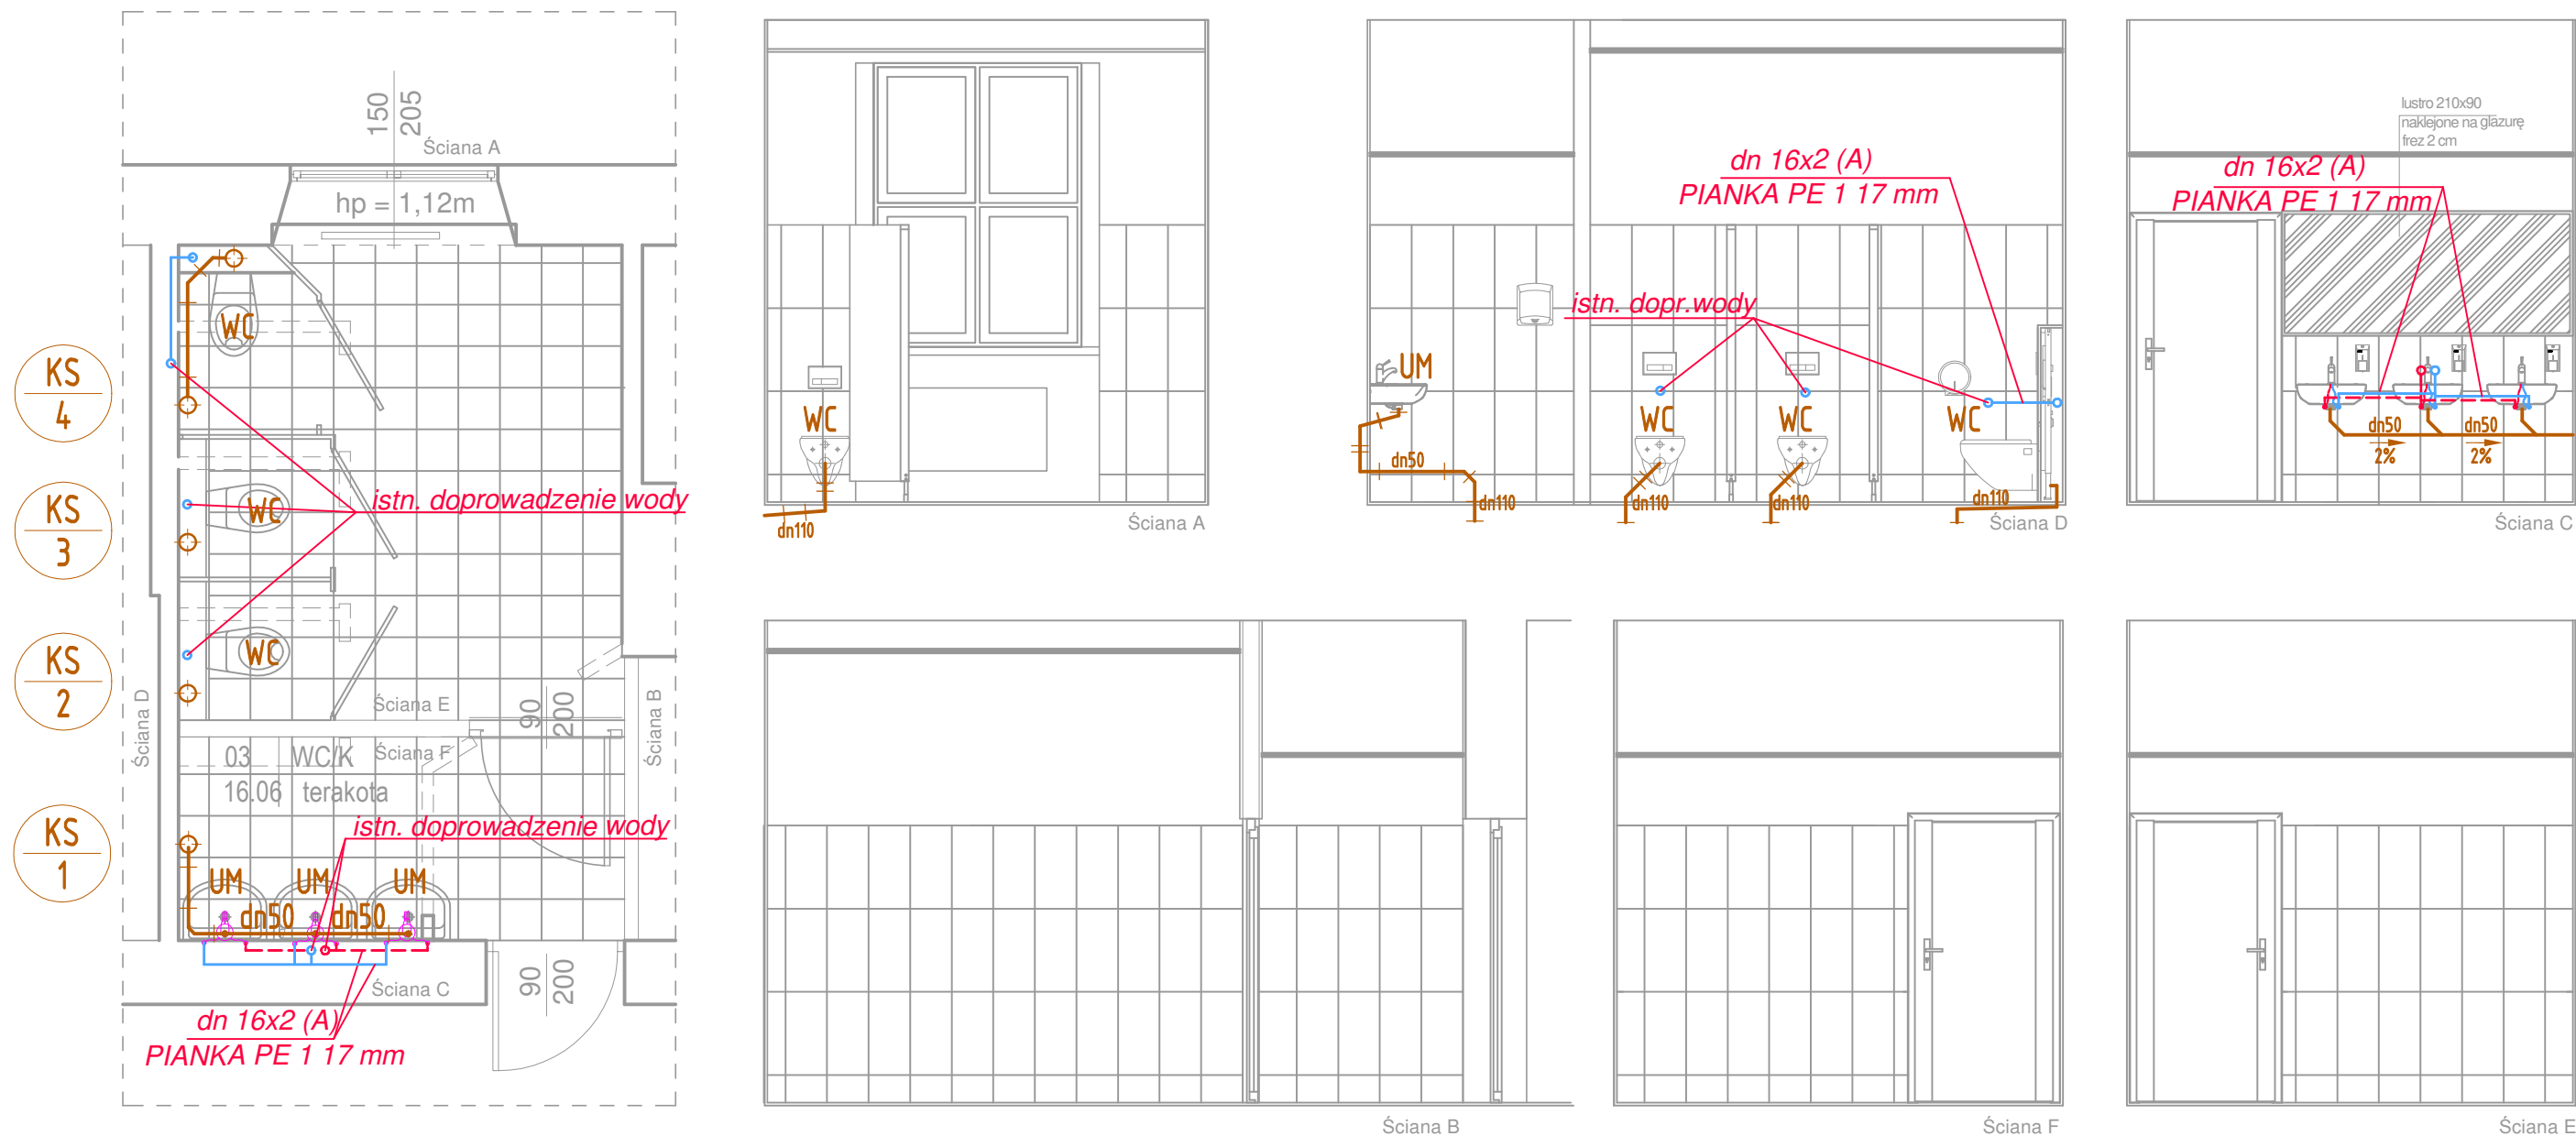 150
205
Ściana A
hp = 1,12m
WC
KS
4
istn. doprowadzenie wody
WC
KS
3
WC
KS
2
Ściana D
Ściana E
90
200
Ściana B
03 WC/K Ściana F
16.06 terakota
istn. doprowadzenie wody
KS
1
UM UM UM
dn50 dn50
Ściana C
90
200
dn 16x2 (A)
PIANKA PE 1 17 mm
WC
dn110
Ściana A
dn 16x2 (A)
PIANKA PE 1 17 mm
istn. dopr.wody
UM
WC WC WC
dn50
dn110 dn110 dn110 dn110
Ściana D
lustro 210x90
naklejone na glazurę
frez 2 cm
dn 16x2 (A)
PIANKA PE 1 17 mm
dn50 dn50
2% 2%
Ściana C
Ściana B
Ściana F
Ściana E